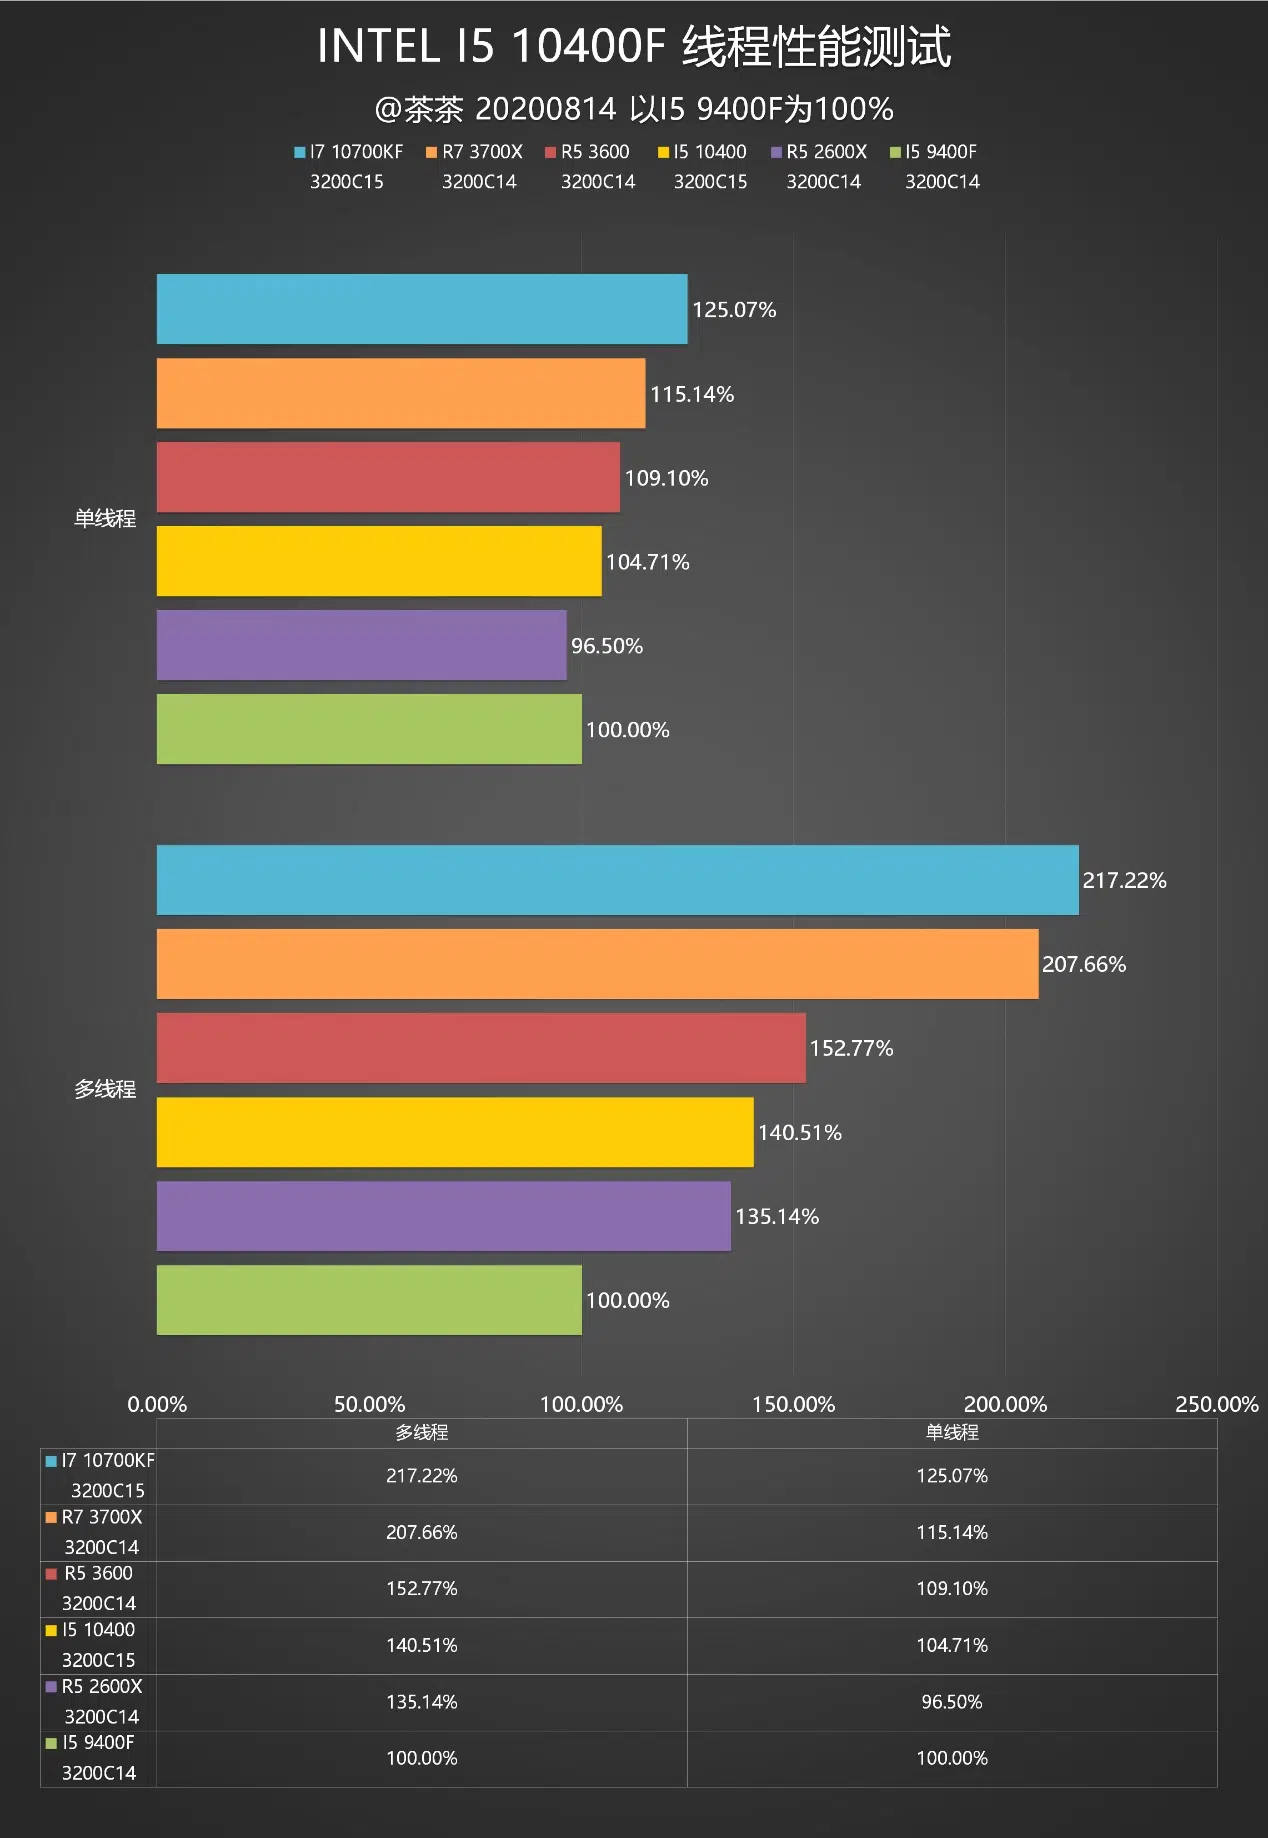 INTEL I5 10400F 线程性能测试
@茶茶 20200814 以I5 9400F为100%
I7 10700KF R7 3700X R5 3600 I5 10400 R5 2600X I5 9400F
3200C15 3200C14 3200C14 3200C15 3200C14 3200C14
125.07%
115.14%
109.10%
单线程
104.71%
96.50%
100.00%
217.22%
207.66%
152.77%
多线程
140.51%
135.14%
100.00%
0.00% 50.00% 100.00% 150.00% 200.00% 250.00%
多线程 单线程
I7 10700KF
3200C15 217.22% 125.07%
R7 3700X
3200C14 207.66% 115.14%
R5 3600
3200C14 152.77% 109.10%
I5 10400
3200C15 140.51% 104.71%
R5 2600X
3200C14 135.14% 96.50%
I5 9400F
3200C14 100.00% 100.00%